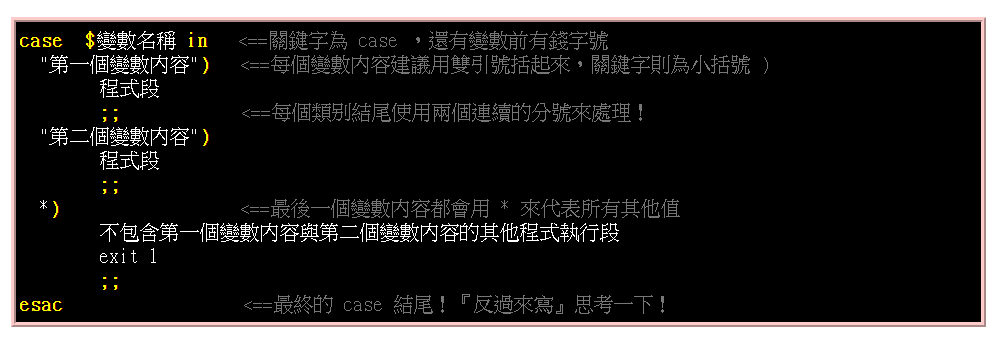 case $變數名稱 in <==關鍵字為 case ，還有變數前有錢字號
"第一個變數內容") <==每個變數內容建議用雙引號括起來，關鍵字則為小括號 )
程式段
;; <==每個類別結尾使用兩個連續的分號來處理！
"第二個變數內容")
程式段
;;
*) <==最後一個變數內容都會用 * 來代表所有其他值
不包含第一個變數內容與第二個變數內容的其他程式執行段
exit 1
;;
esac <==最終的 case 結尾！『反過來寫』思考一下！